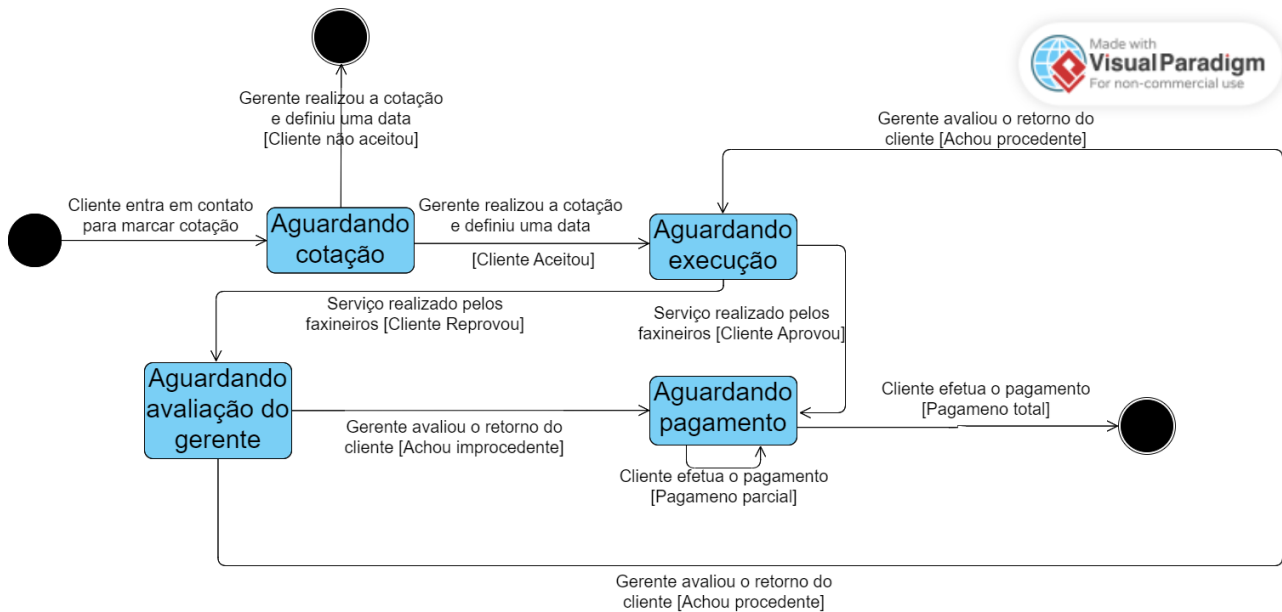 Made with
VisualParadigm
For non-commercial use
Gerente realizou a cotação
e definiu uma data
[Cliente não aceitou]
Gerente avaliou o retorno do
cliente [Achou procedente]
Cliente entra em contato
para marcar cotação
Aguardando
cotação
Gerente realizou a cotação
e definiu uma data
[Cliente Aceitou]
Aguardando
execução
Serviço realizado pelos
faxineiros [Cliente Reprovou]
Serviço realizado pelos
faxineiros [Cliente Aprovou]
Aguardando
avaliação do
gerente
Gerente avaliou o retorno do
cliente [Achou improcedente]
Aguardando
pagamento
Cliente efetua o pagamento
[Pagameno total]
Cliente efetua o pagamento
[Pagameno parcial]
Gerente avaliou o retorno do
cliente [Achou procedente]